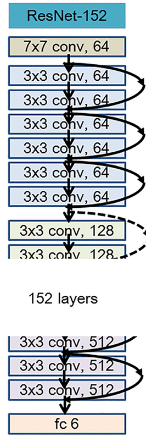 ResNet-152
7x7 conv, 64
3x3 conv, 64
3x3 conv, 64
3x3 conv, 64
3x3 conv, 64
3x3 conv, 64
3x3 conv, 64
3x3 conv, 128
3x3 conv, 128
152 layers
3x3 conv, 512
3x3 conv, 512
3x3 conv, 512
fc 6